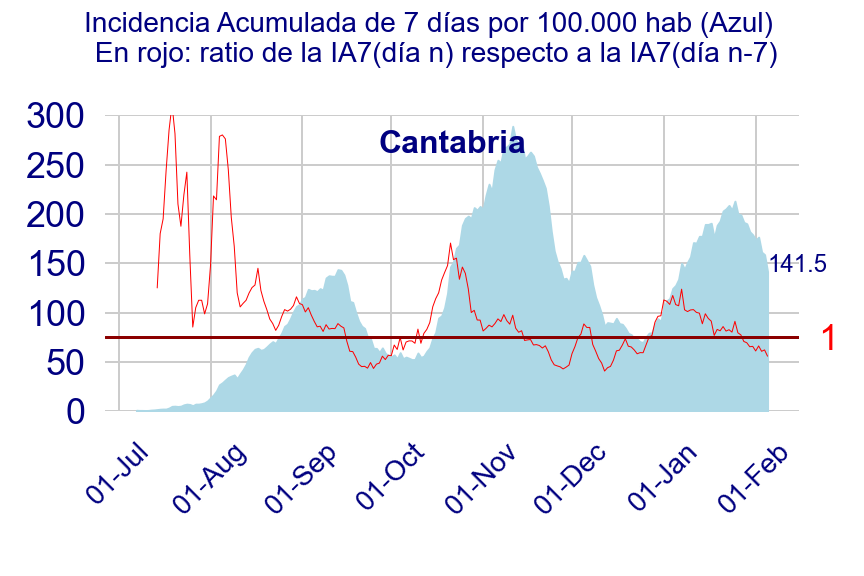 Incidencia Acumulada de 7 días por 100.000 hab (Azul)
En rojo: ratio de la IA7(día n) respecto a la IA7(día n-7)
Cantabria
300
250
200
150
100
50
0
141.5
1
01-Jul
01-Aug
01-Sep
01-Oct
01-Nov
01-Dec
01-Jan
01-Feb